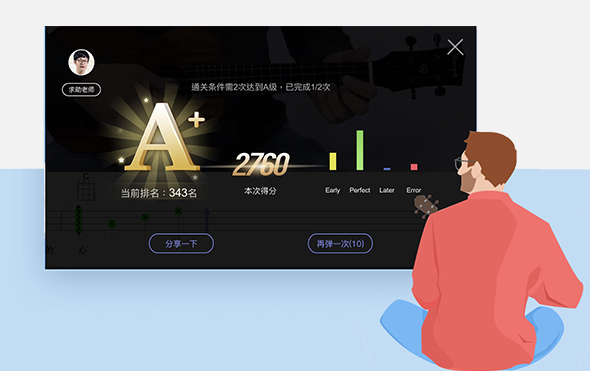 通关条件需2次达到A级，已完成1/2次
求助老师
A+
2760
当前排名：343名
本次得分
Early Perfect Later Error
C
的 心
分享一下
再弹一次(10)